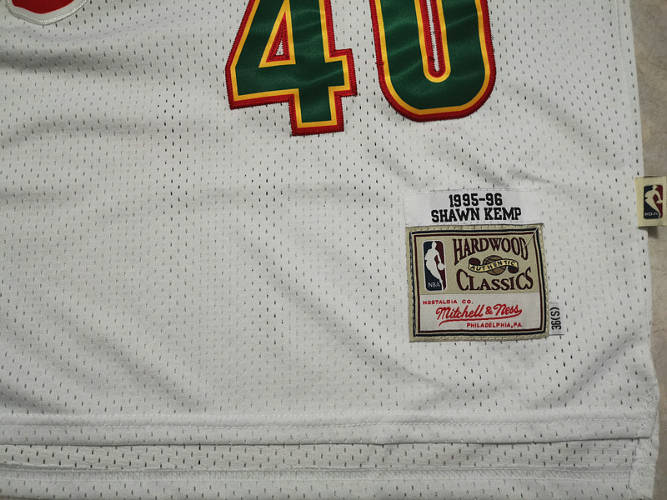 40
1995-96
SHAWN KEMP
HARDWOOD
AUTHENTIC
CLASSICS
NBA
NOSTALGIA CO.
Mitchell & Ness
PHILADELPHIA, PA.
36(S)